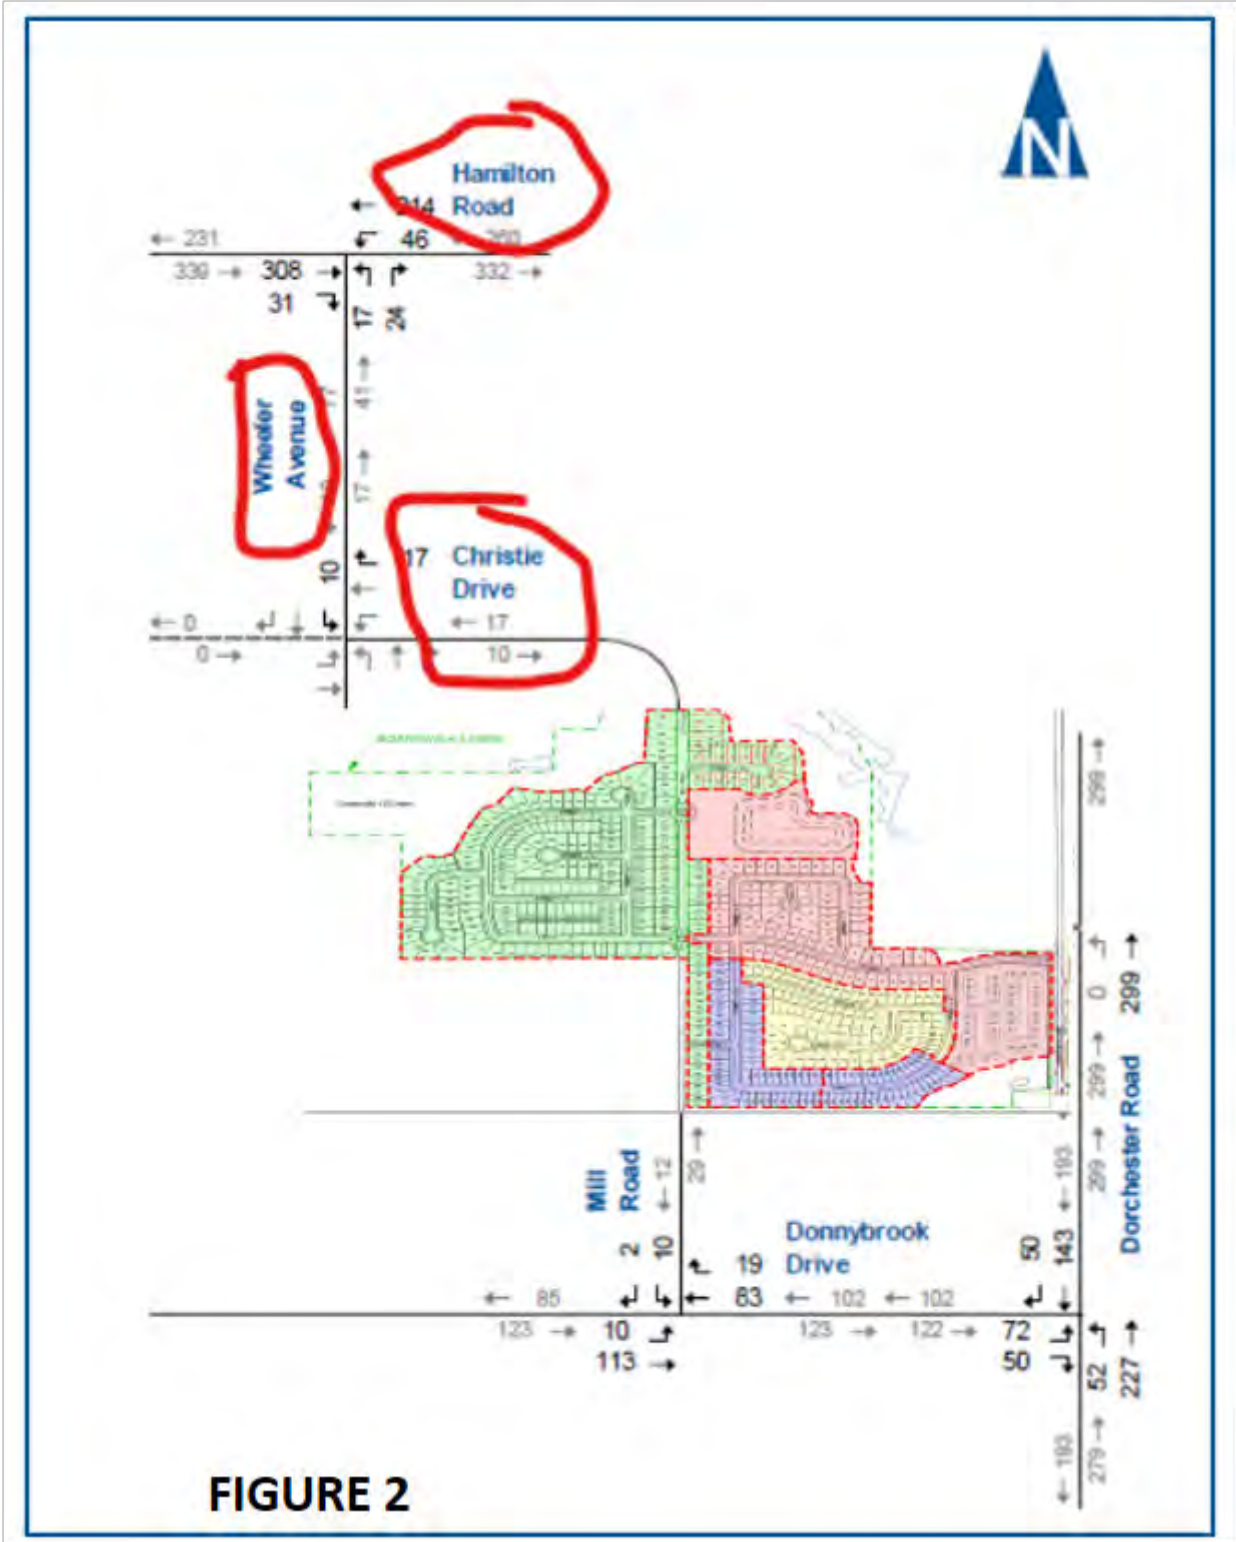 N
Hamilton
← 214 Road
← 231 46 ← 260
339 → 308 → 332 →
31
17
24
41 →
Wheeler
Avenue
17 →
10
17 Christie
Drive
← 0 ← 17
0 → 10 →
299 →
299 →
0
299 →
Dorchester Road
299 →
← 193
Mill
Road
← 12
29 →
2
10
19
Donnybrook
Drive
50
143
← 85 ← 83 ← 102 ← 102
123 → 10 123 → 122 → 72
113 → 50
52
227 →
← 193
279 →
FIGURE 2